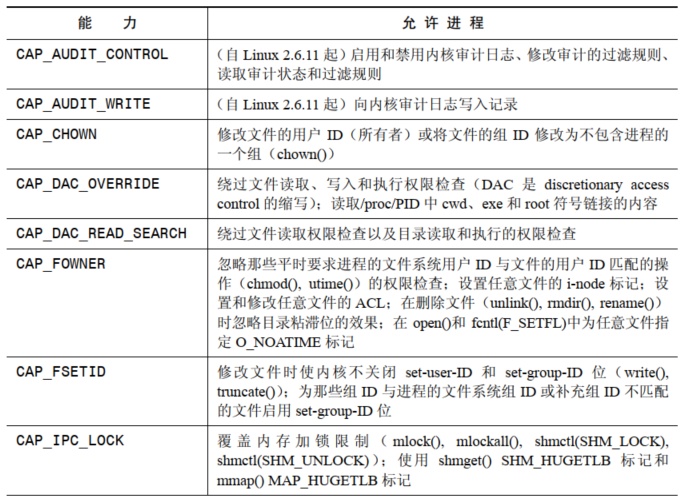 能 力 允 许 进 程
CAP_AUDIT_CONTROL （自 Linux 2.6.11 起）启用和禁用内核审计日志、修改审计的过滤规则、
读取审计状态和过滤规则
CAP_AUDIT_WRITE （自 Linux 2.6.11 起）向内核审计日志写入记录
CAP_CHOWN 修改文件的用户 ID（所有者）或将文件的组 ID 修改为不包含进程的
一个组（chown()）
CAP_DAC_OVERRIDE 绕过文件读取、写入和执行权限检查（DAC 是 discretionary access
control 的缩写）；读取/proc/PID 中 cwd、exe 和 root 符号链接的内容
CAP_DAC_READ_SEARCH 绕过文件读取权限检查以及目录读取和执行的权限检查
CAP_FOWNER 忽略那些平时要求进程的文件系统用户 ID 与文件的用户 ID 匹配的操
作（chmod(), utime()）的权限检查；设置任意文件的 i-node 标记；设
置和修改任意文件的 ACL；在删除文件（unlink(), rmdir(), rename()）
时忽略目录粘滞位的效果；在 open()和 fcntl(F_SETFL)中为任意文件指
定 O_NOATIME 标记
CAP_FSETID 修改文件时使内核不关闭 set-user-ID 和 set-group-ID 位（write(),
truncate()）；为那些组 ID 与进程的文件系统组 ID 或补充组 ID 不匹配
的文件启用 set-group-ID 位
CAP_IPC_LOCK 覆盖内存加锁限制（mlock(), mlockall(), shmctl(SHM_LOCK),
shmctl(SHM_UNLOCK)）；使用 shmget() SHM_HUGETLB 标记和
mmap() MAP_HUGETLB 标记